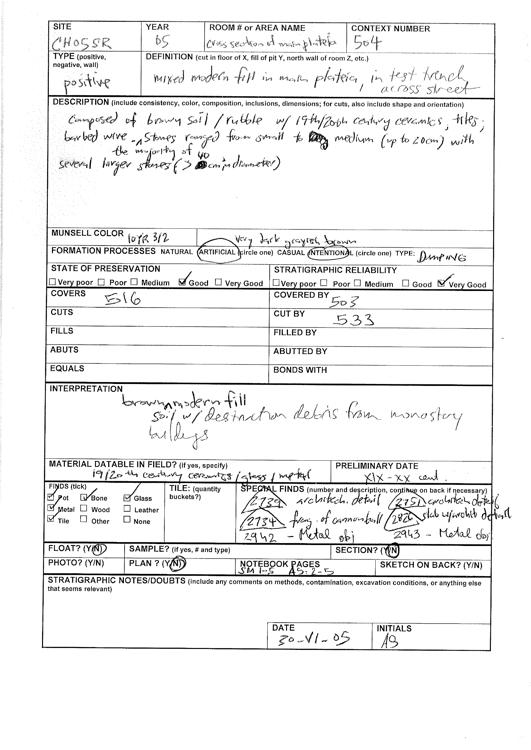 SITE YEAR ROOM # or AREA NAME CONTEXT NUMBER
CH05SR 05 cross section of main plateia 504
TYPE (positive, negative, wall) DEFINITION (cut in floor of X, fill of pit Y, north wall of room Z, etc.)
positive mixed modern fill in main plateia, in test trench,
across street
DESCRIPTION (include consistency, color, composition, inclusions, dimensions; for cuts, also include shape and orientation)
Composed of browny soil / rubble w/ 19th/20th century ceramics, tiles,
barbed wire. Stones ranged from small to medium (up to 20cm) with
the majority of 40
several larger stones (> cm in diameter)
MUNSELL COLOR 10YR 3/2 very dark grayish brown
FORMATION PROCESSES NATURAL ARTIFICIAL (circle one) CASUAL INTENTIONAL (circle one) TYPE: DUMPING
STATE OF PRESERVATION STRATIGRAPHIC RELIABILITY
Very poor Poor Medium Good Very Good Very poor Poor Medium Good Very Good
COVERS 516 COVERED BY 503
CUTS CUT BY 533
FILLS FILLED BY
ABUTS ABUTTED BY
EQUALS BONDS WITH
INTERPRETATION
brown modern fill
soil w/ destruction debris from monastary
buildings
MATERIAL DATABLE IN FIELD? (if yes, specify) PRELIMINARY DATE
19/20th century ceramics/glass/metal XIX-XX cent.
FINDS (tick) TILE: (quantity buckets?) SPECIAL FINDS (number and description, continue on back if necessary)
Pot Bone Glass 2739 architech. detail 2751 architech detail
Metal Wood Leather 2734 frag. of cannonball slab w/archit detail
Tile Other None 2942 - Metal obj 2943 - Metal obj
FLOAT? (Y/N) SAMPLE? (if yes, # and type) SECTION? (Y/N)
PHOTO? (Y/N) PLAN ? (Y/N) NOTEBOOK PAGES SKETCH ON BACK? (Y/N)
SM 1-5 AS: 2-5
STRATIGRAPHIC NOTES/DOUBTS (include any comments on methods, contamination, excavation conditions, or anything else
that seems relevant)
DATE INITIALS
30-VI-05 AS